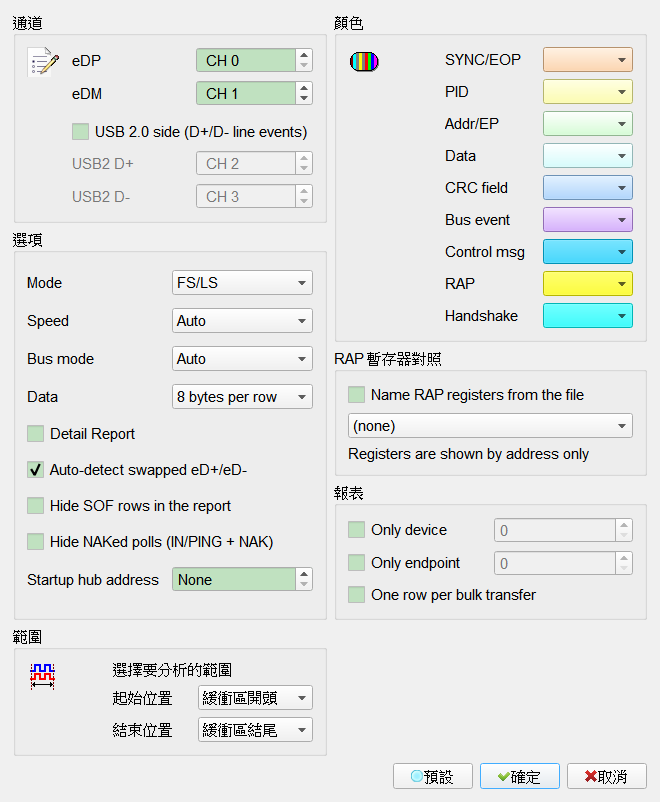 通道
eDP CH 0
eDM CH 1
USB 2.0 side (D+/D- line events)
USB2 D+ CH 2
USB2 D- CH 3
選項
Mode FS/LS
Speed Auto
Bus mode Auto
Data 8 bytes per row
Detail Report
Auto-detect swapped eD+/eD-
Hide SOF rows in the report
Hide NAKed polls (IN/PING + NAK)
Startup hub address None
範圍
選擇要分析的範圍
起始位置 緩衝區開頭
結束位置 緩衝區結尾
顏色
SYNC/EOP
PID
Addr/EP
Data
CRC field
Bus event
Control msg
RAP
Handshake
RAP 暫存器對照
Name RAP registers from the file
(none)
Registers are shown by address only
報表
Only device 0
Only endpoint 0
One row per bulk transfer
預設 確定 取消